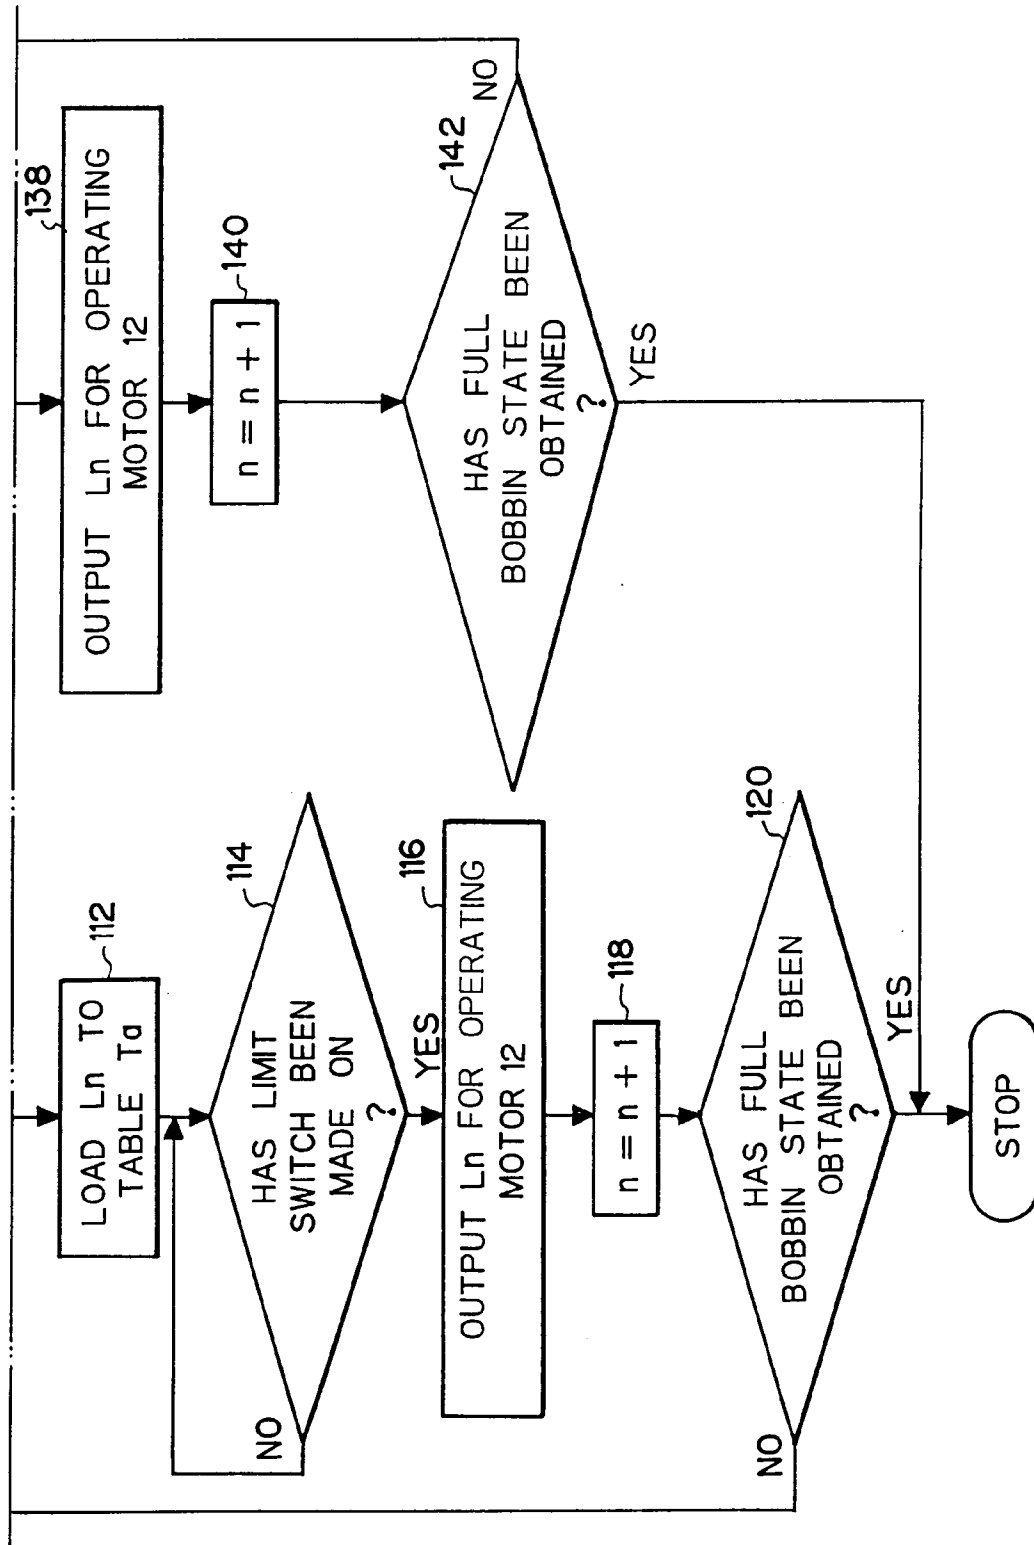 LOAD Ln TO
TABLE Ta
112
HAS LIMIT
SWITCH BEEN
MADE ON
?
114
NO
YES
116
OUTPUT Ln FOR OPERATING
MOTOR 12
n = n + 1
118
HAS FULL
BOBBIN STATE BEEN
OBTAINED
?
120
NO
YES
STOP
138
OUTPUT Ln FOR OPERATING
MOTOR 12
n = n + 1
140
HAS FULL
BOBBIN STATE BEEN
OBTAINED
?
142
NO
YES